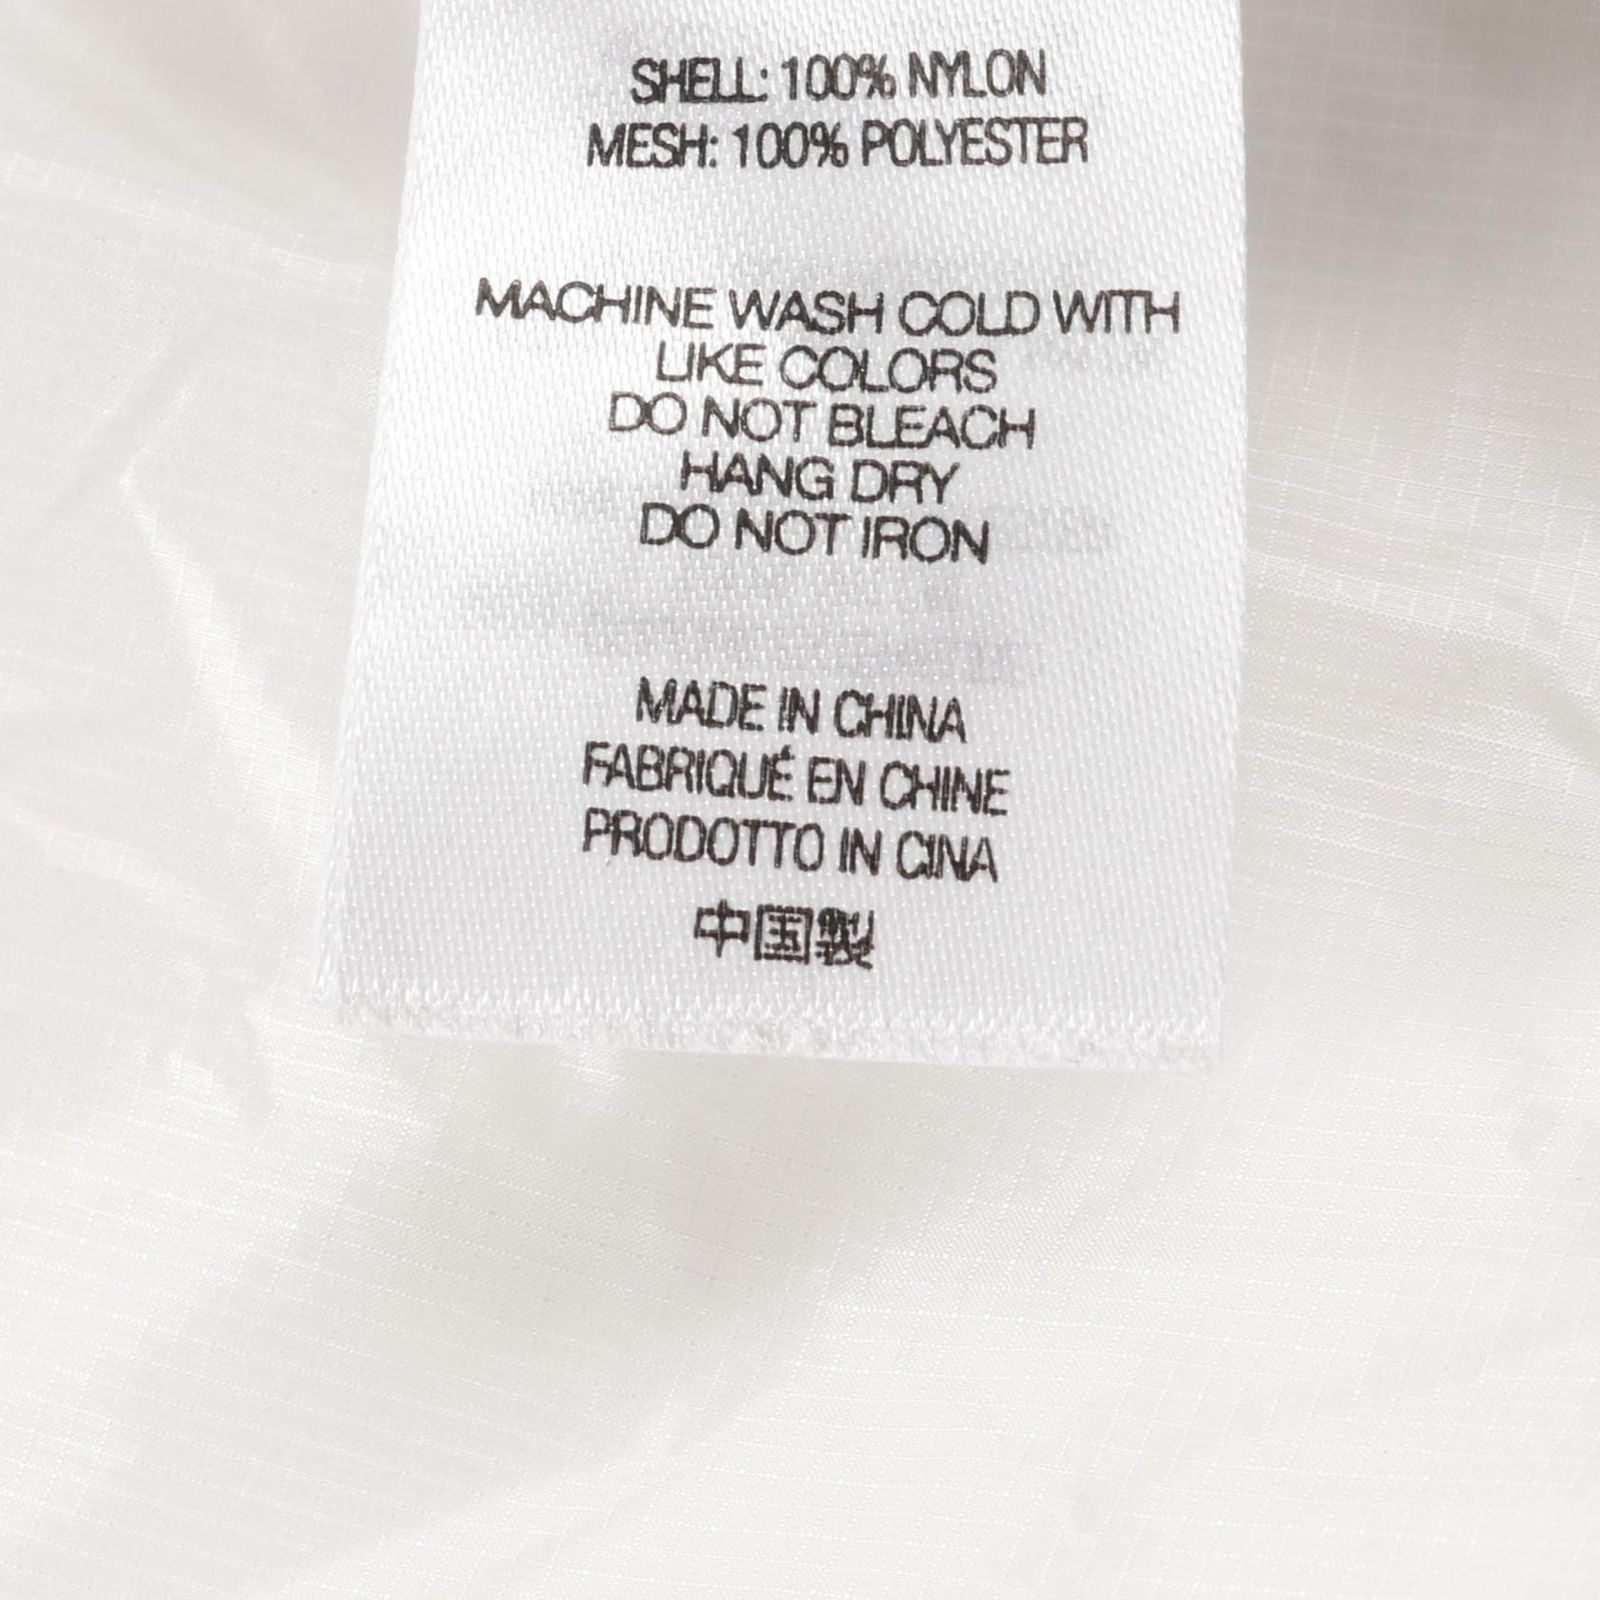 SHELL: 100% NYLON
MESH: 100% POLYESTER
MACHINE WASH COLD WITH
LIKE COLORS
DO NOT BLEACH
HANG DRY
DO NOT IRON
MADE IN CHINA
FABRIQUÉ EN CHINE
PRODOTTO IN CINA
中国製